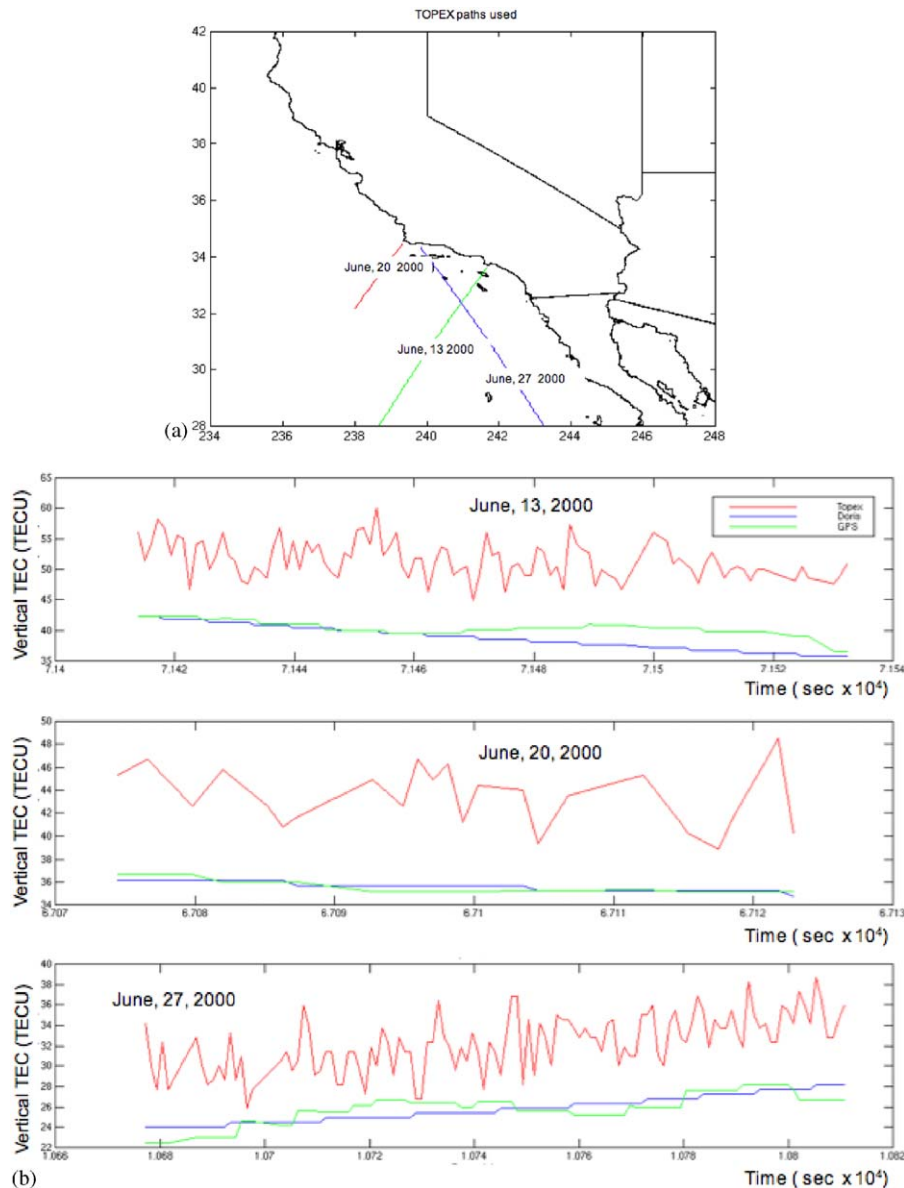 TOPEX paths used
42
40
38
36
34
32
30
28
June, 20 2000
June, 13 2000
June, 27 2000
(a)
234 236 238 240 242 244 246 248
Vertical TEC (TECU)
65
60
55
50
45
40
35
June, 13, 2000
Topex
Doris
GPS
7.14 7.142 7.144 7.146 7.148 7.15 7.152 7.154
Time ( sec x10⁴)
Vertical TEC (TECU)
50
48
46
44
42
40
38
36
34
June, 20, 2000
6.707 6.708 6.709 6.71 6.711 6.712 6.713
Time ( sec x10⁴)
Vertical TEC (TECU)
40
38
36
34
32
30
28
26
24
22
June, 27, 2000
1.066 1.068 1.07 1.072 1.074 1.076 1.078 1.08 1.082
(b)
Time ( sec x10⁴)